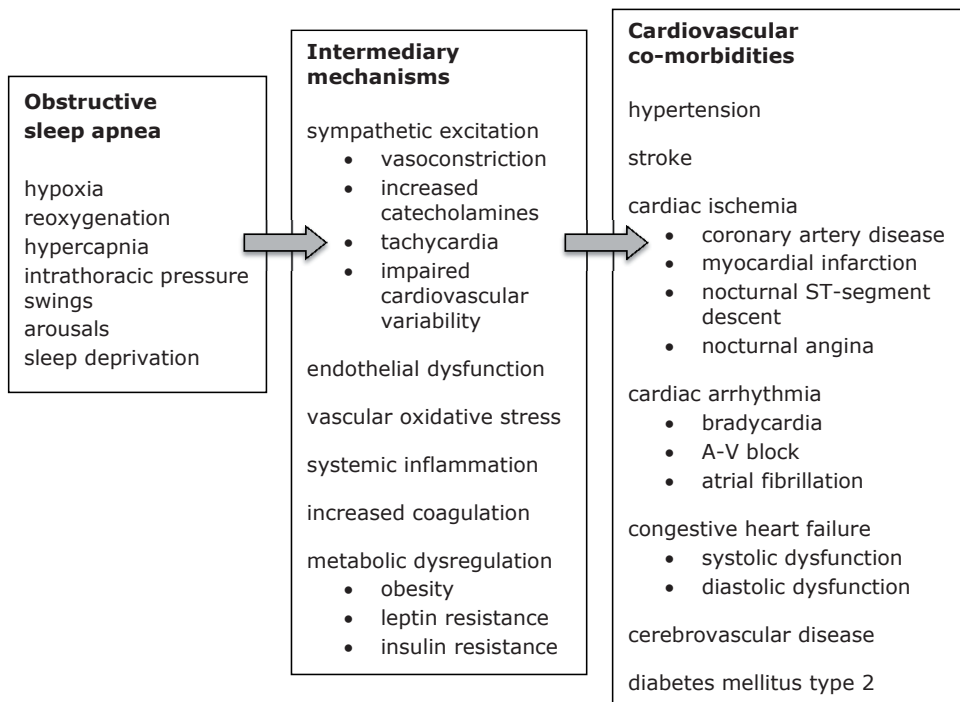 Obstructive
sleep apnea
hypoxia
reoxygenation
hypercapnia
intrathoracic pressure
swings
arousals
sleep deprivation
Intermediary
mechanisms
sympathetic excitation
• vasoconstriction
• increased
catecholamines
• tachycardia
• impaired
cardiovascular
variability
endothelial dysfunction
vascular oxidative stress
systemic inflammation
increased coagulation
metabolic dysregulation
• obesity
• leptin resistance
• insulin resistance
Cardiovascular
co-morbidities
hypertension
stroke
cardiac ischemia
• coronary artery disease
• myocardial infarction
• nocturnal ST-segment
descent
• nocturnal angina
cardiac arrhythmia
• bradycardia
• A-V block
• atrial fibrillation
congestive heart failure
• systolic dysfunction
• diastolic dysfunction
cerebrovascular disease
diabetes mellitus type 2